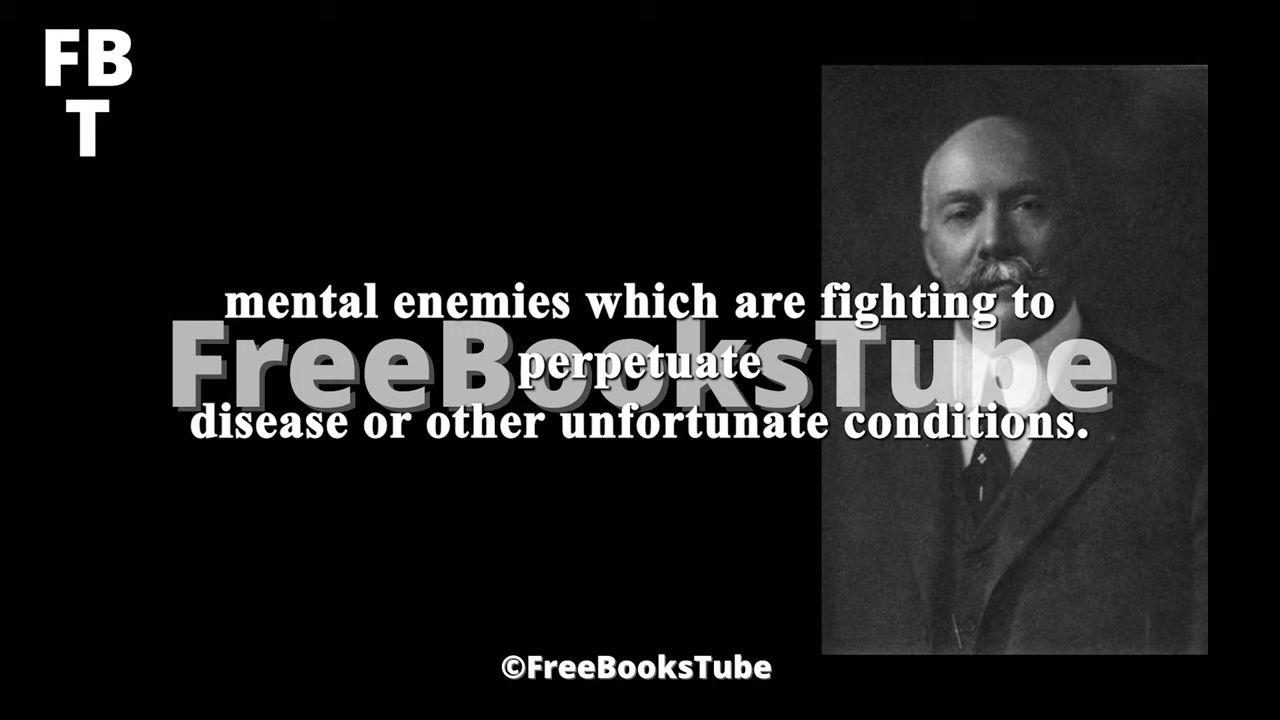 FB
T
mental enemies which are fighting to
FreeBooksTube
perpetuate
disease or other unfortunate conditions.
©FreeBooksTube